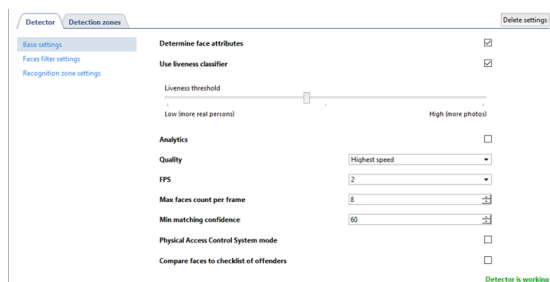 Detector Detection zones Delete settings
Base settings
Faces filter settings
Recognition zone settings
Determine face attributes
Use liveness classifier
Liveness threshold
Low (more real persons) High (more photos)
Analytics
Quality Highest speed
FPS 2
Max faces count per frame 8
Min matching confidence 60
Physical Access Control System mode
Compare faces to checklist of offenders
Detector is working